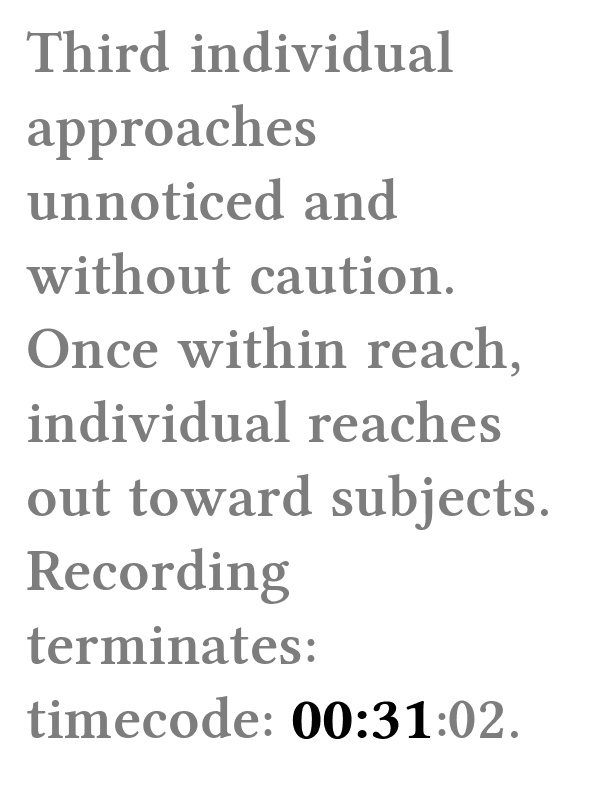 Third individual
approaches
unnoticed and
without caution.
Once within reach,
individual reaches
out toward subjects.
Recording
terminates:
timecode: 00:31:02.